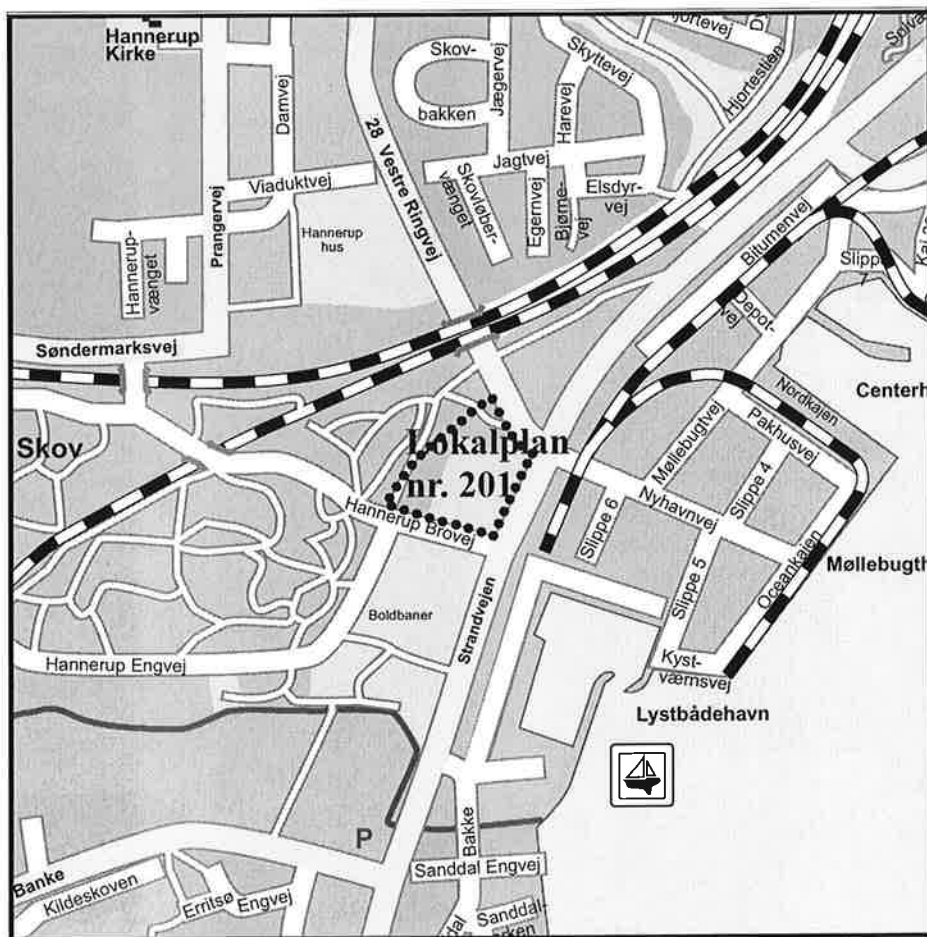 Hannerup
Kirke
Skov-
bakken
Jægervej
Skyttevej
Hjortestien
Damvej
28 Vestre Ringvej
Harevej
Jagtvej
Viaduktvej
Skovløber-
vænget
Egernvej
Bjørne-
vej
Elsdyr-
vej
Prangervej
Hannerup
hus
Hannerup-
vænget
Bitumenvej
Slippe
7
Depot-
vej
Søndermarksvej
Nordkajen
Centerh
Skov
Lokalplan
nr. 201
Møllebugtvej
Pakhusvej
Slippe 4
Hannerup Brovej
Nyhavnvej
Slippe 6
Slippe 5
Oceankajen
Møllebugth
Boldbaner
Strandvejen
Hannerup Engvej
Kyst-
værnsvej
Lystbådehavn
P
Bakke
Sanddal Engvej
Banke
Kildeskoven
Erritsø
Engvej
Sanddal-